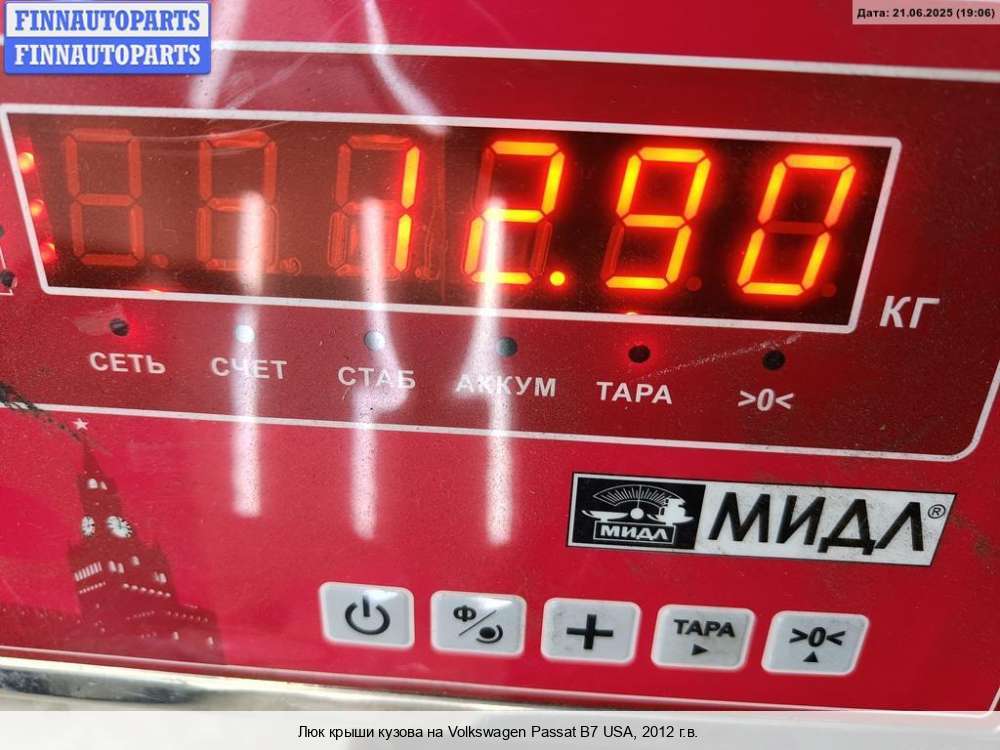 FINNAUTOPARTS
FINNAUTOPARTS
Дата: 21.06.2025 (19:06)
12.90
КГ
СЕТЬ СЧЕТ СТАБ АККУМ ТАРА >0<
МИДЛ МИДЛ®
Ф ТАРА >0<
Люк крыши кузова на Volkswagen Passat B7 USA, 2012 г.в.